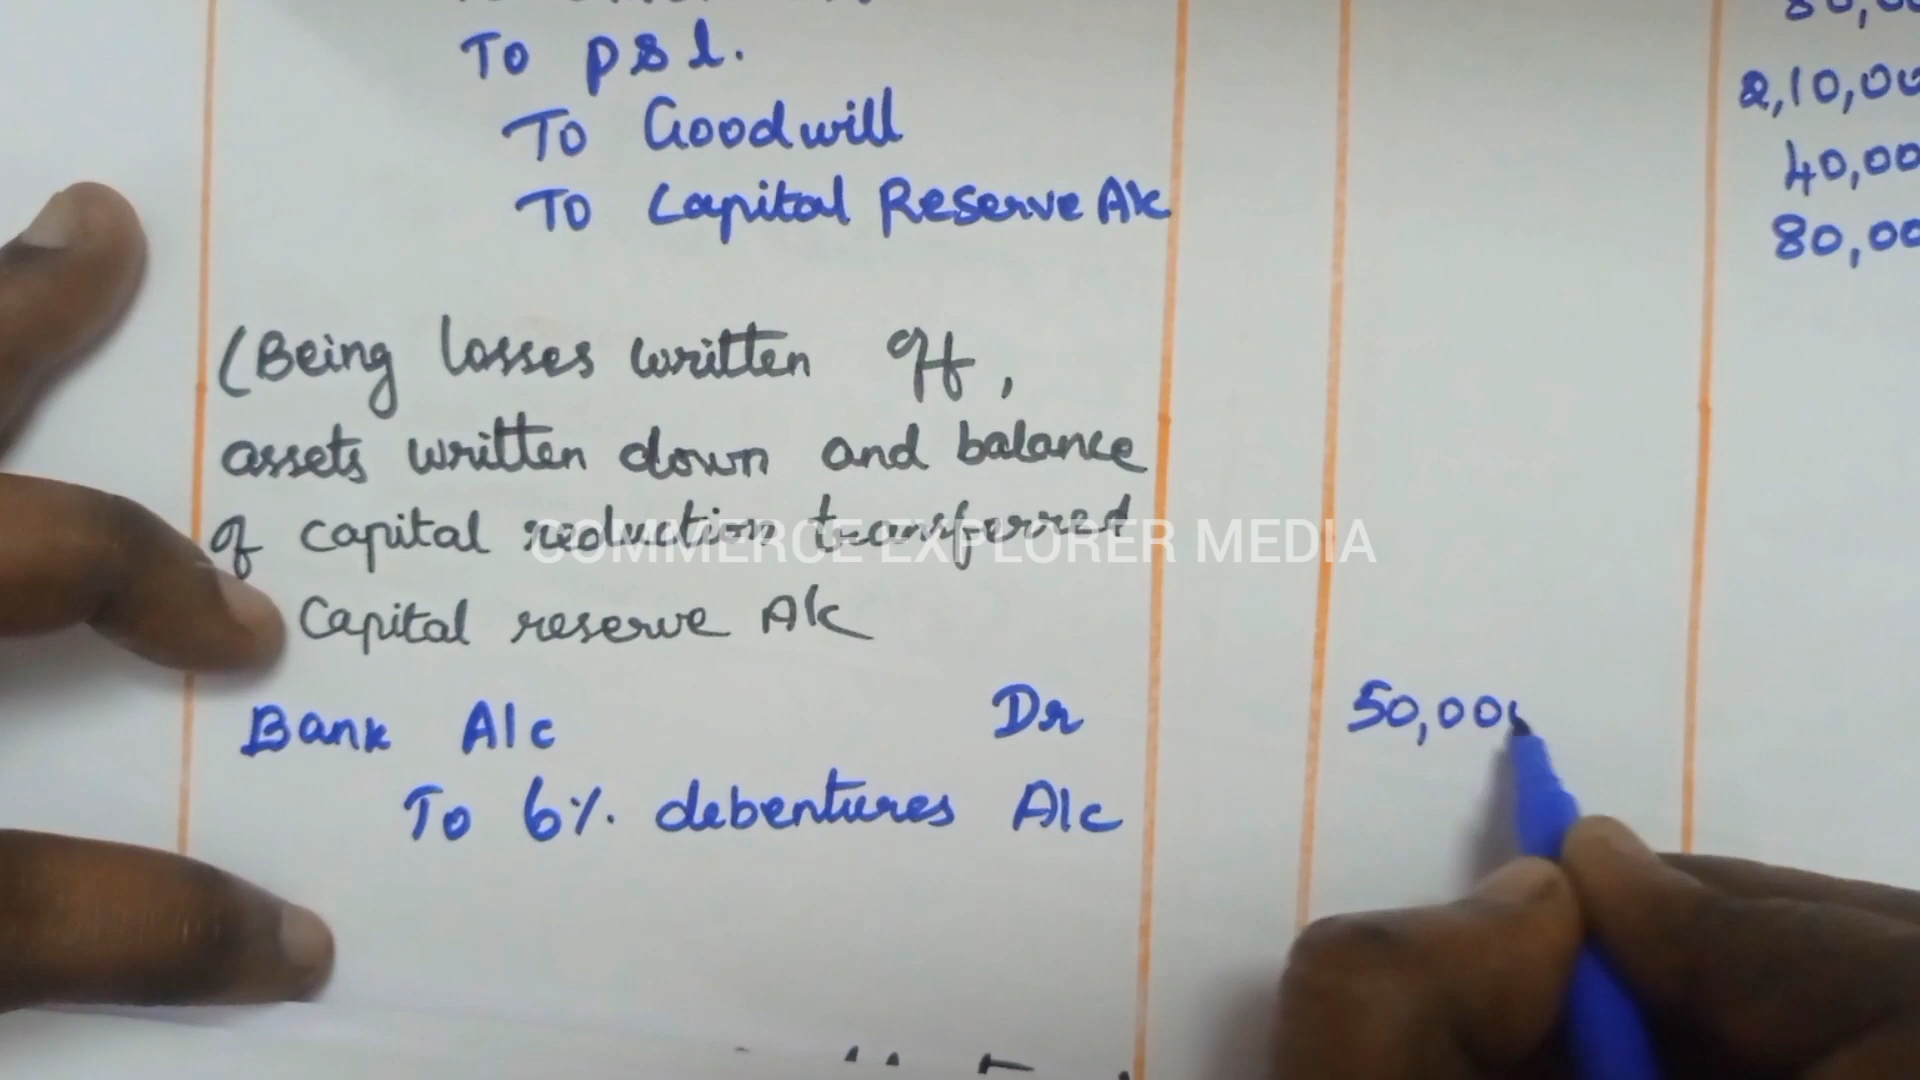 To P&L.
2,10,00
To Goodwill
40,00
To Capital Reserve A/c
80,00
(Being losses written off,
assets written down and balance
of capital reduction transferred
Capital reserve A/c
Bank A/c Dr 50,000
To 6% debentures A/c
COMMERCE EXPLORER MEDIA